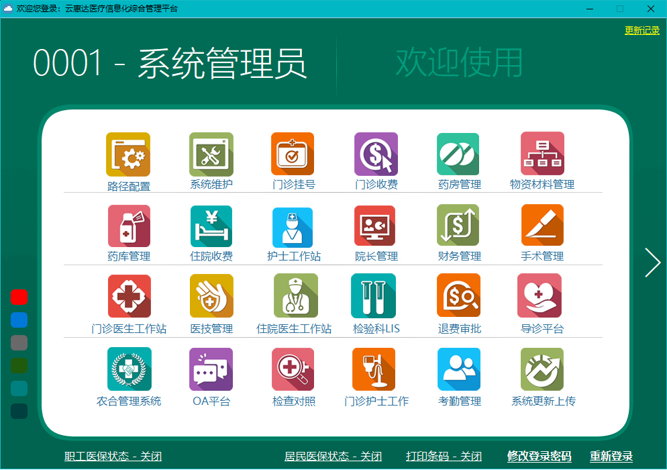 欢迎您登录：云惠达医疗信息化综合管理平台
更新记录
0001 - 系统管理员 欢迎使用
路径配置 系统维护 门诊挂号 门诊收费 药房管理 物资材料管理
药库管理 住院收费 护士工作站 院长管理 财务管理 手术管理
门诊医生工作站 医技管理 住院医生工作站 检验科LIS 退费审批 导诊平台
农合管理系统 OA平台 检查对照 门诊护士工作 考勤管理 系统更新上传
职工医保状态 - 关闭 居民医保状态 - 关闭 打印条码 - 关闭 修改登录密码 重新登录